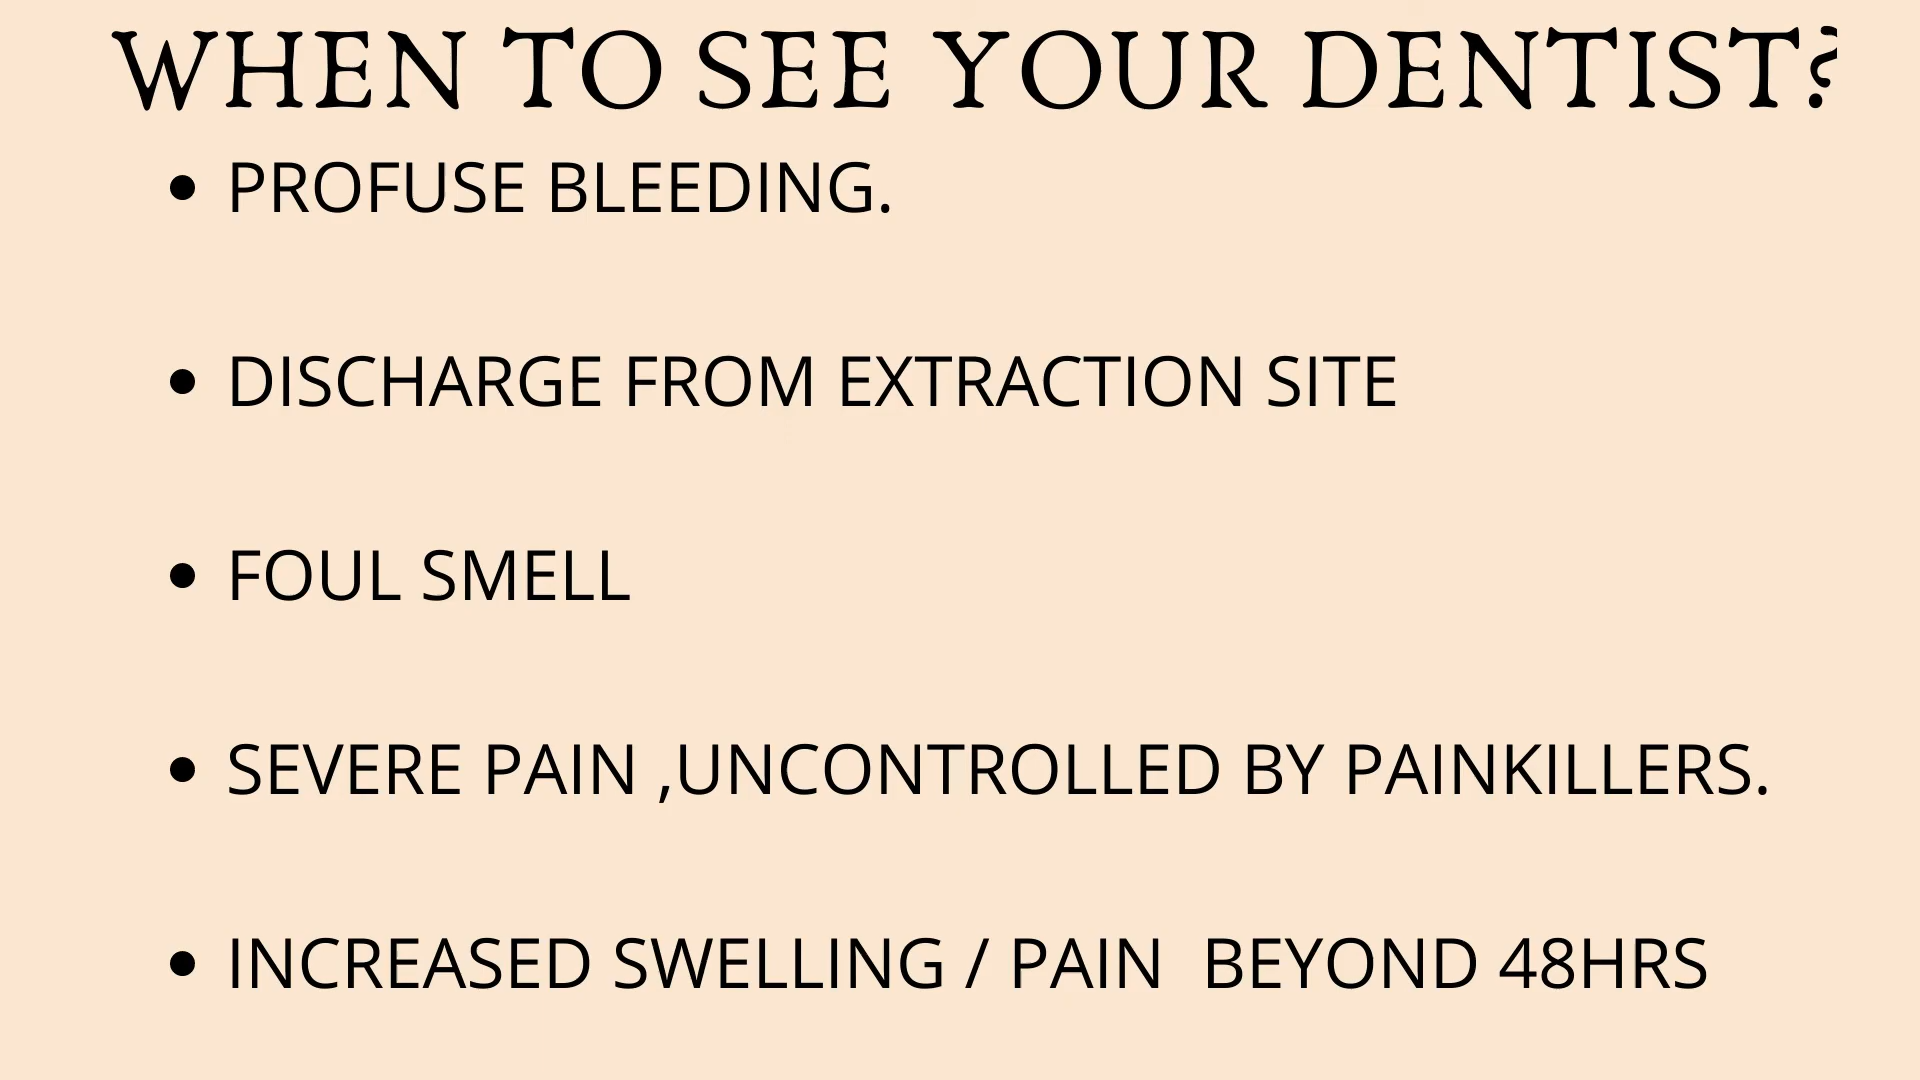 WHEN TO SEE YOUR DENTIST?
• PROFUSE BLEEDING.
• DISCHARGE FROM EXTRACTION SITE
• FOUL SMELL
• SEVERE PAIN ,UNCONTROLLED BY PAINKILLERS.
• INCREASED SWELLING / PAIN  BEYOND 48HRS